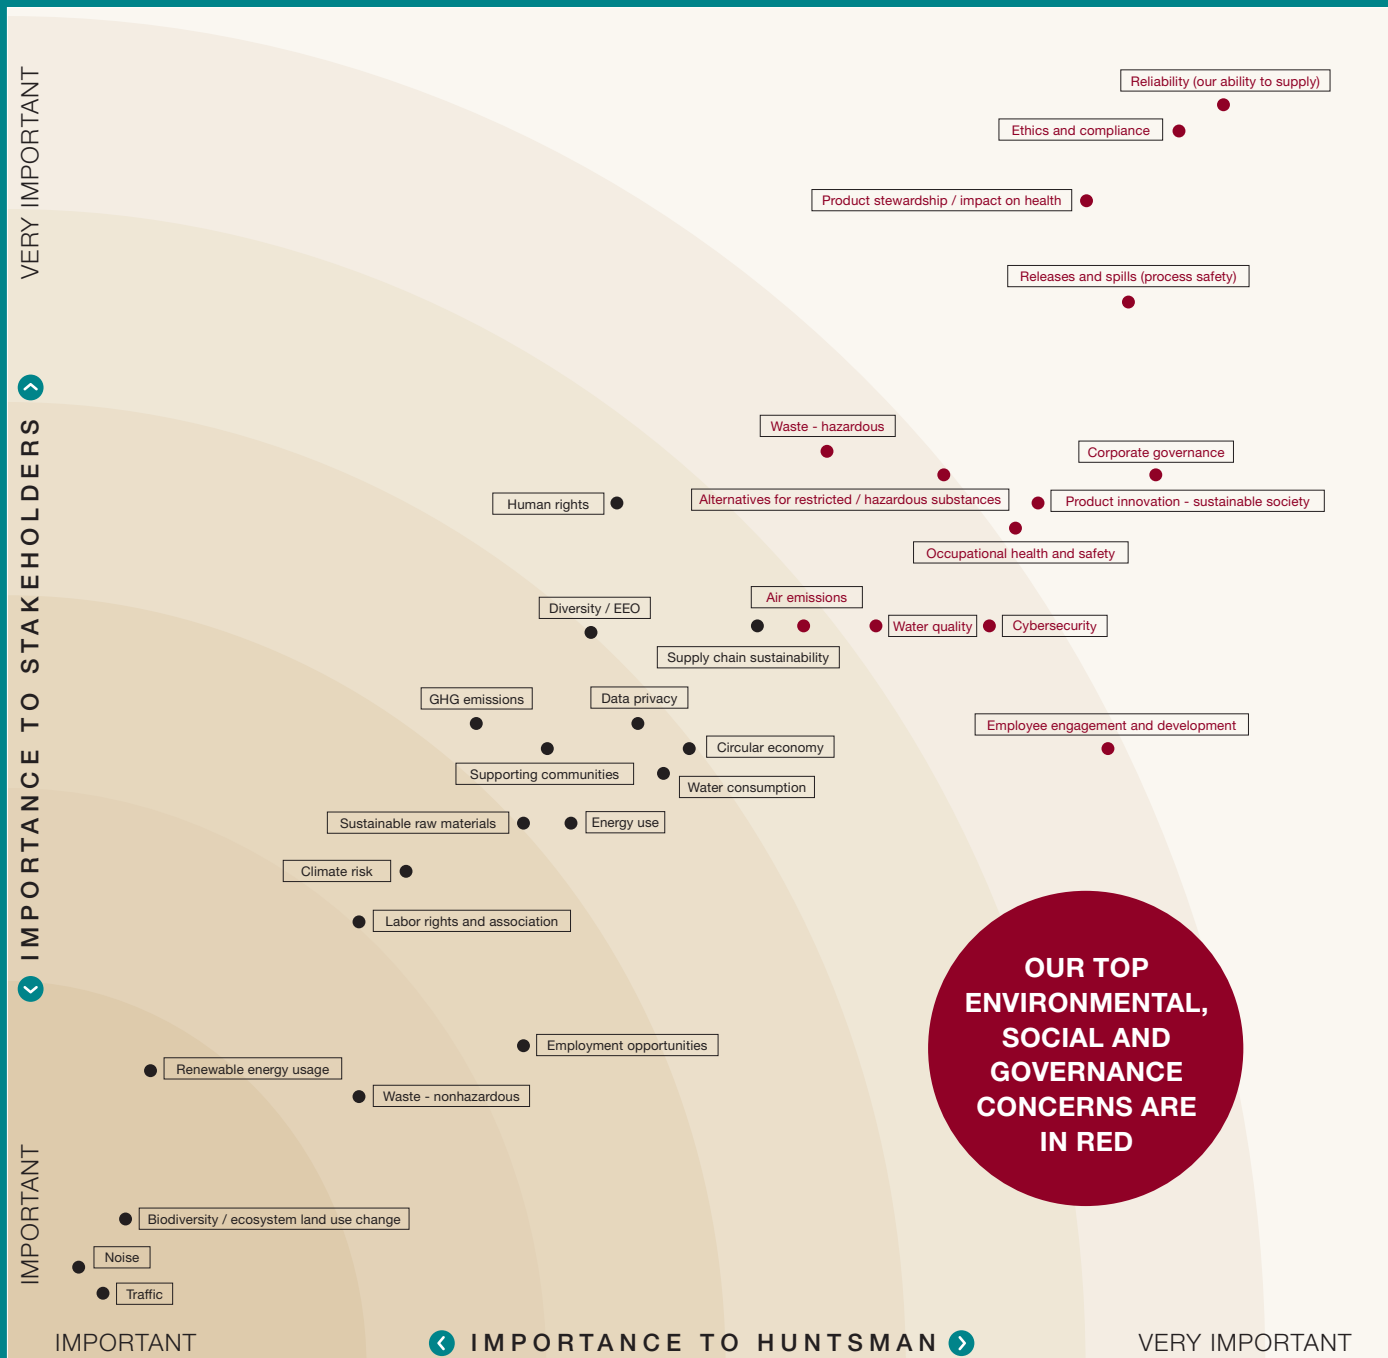 VERY IMPORTANT
IMPORTANCE TO STAKEHOLDERS
IMPORTANT
Reliability (our ability to supply)
Ethics and compliance
Product stewardship / impact on health
Releases and spills (process safety)
Waste - hazardous
Corporate governance
Alternatives for restricted / hazardous substances
Product innovation - sustainable society
Human rights
Occupational health and safety
Air emissions
Diversity / EEO
Water quality
Cybersecurity
Supply chain sustainability
GHG emissions
Data privacy
Employee engagement and development
Circular economy
Supporting communities
Water consumption
Sustainable raw materials
Energy use
Climate risk
Labor rights and association
OUR TOP
ENVIRONMENTAL,
SOCIAL AND
GOVERNANCE
CONCERNS ARE
IN RED
Employment opportunities
Renewable energy usage
Waste - nonhazardous
Biodiversity / ecosystem land use change
Noise
Traffic
IMPORTANT
IMPORTANCE TO HUNTSMAN
VERY IMPORTANT